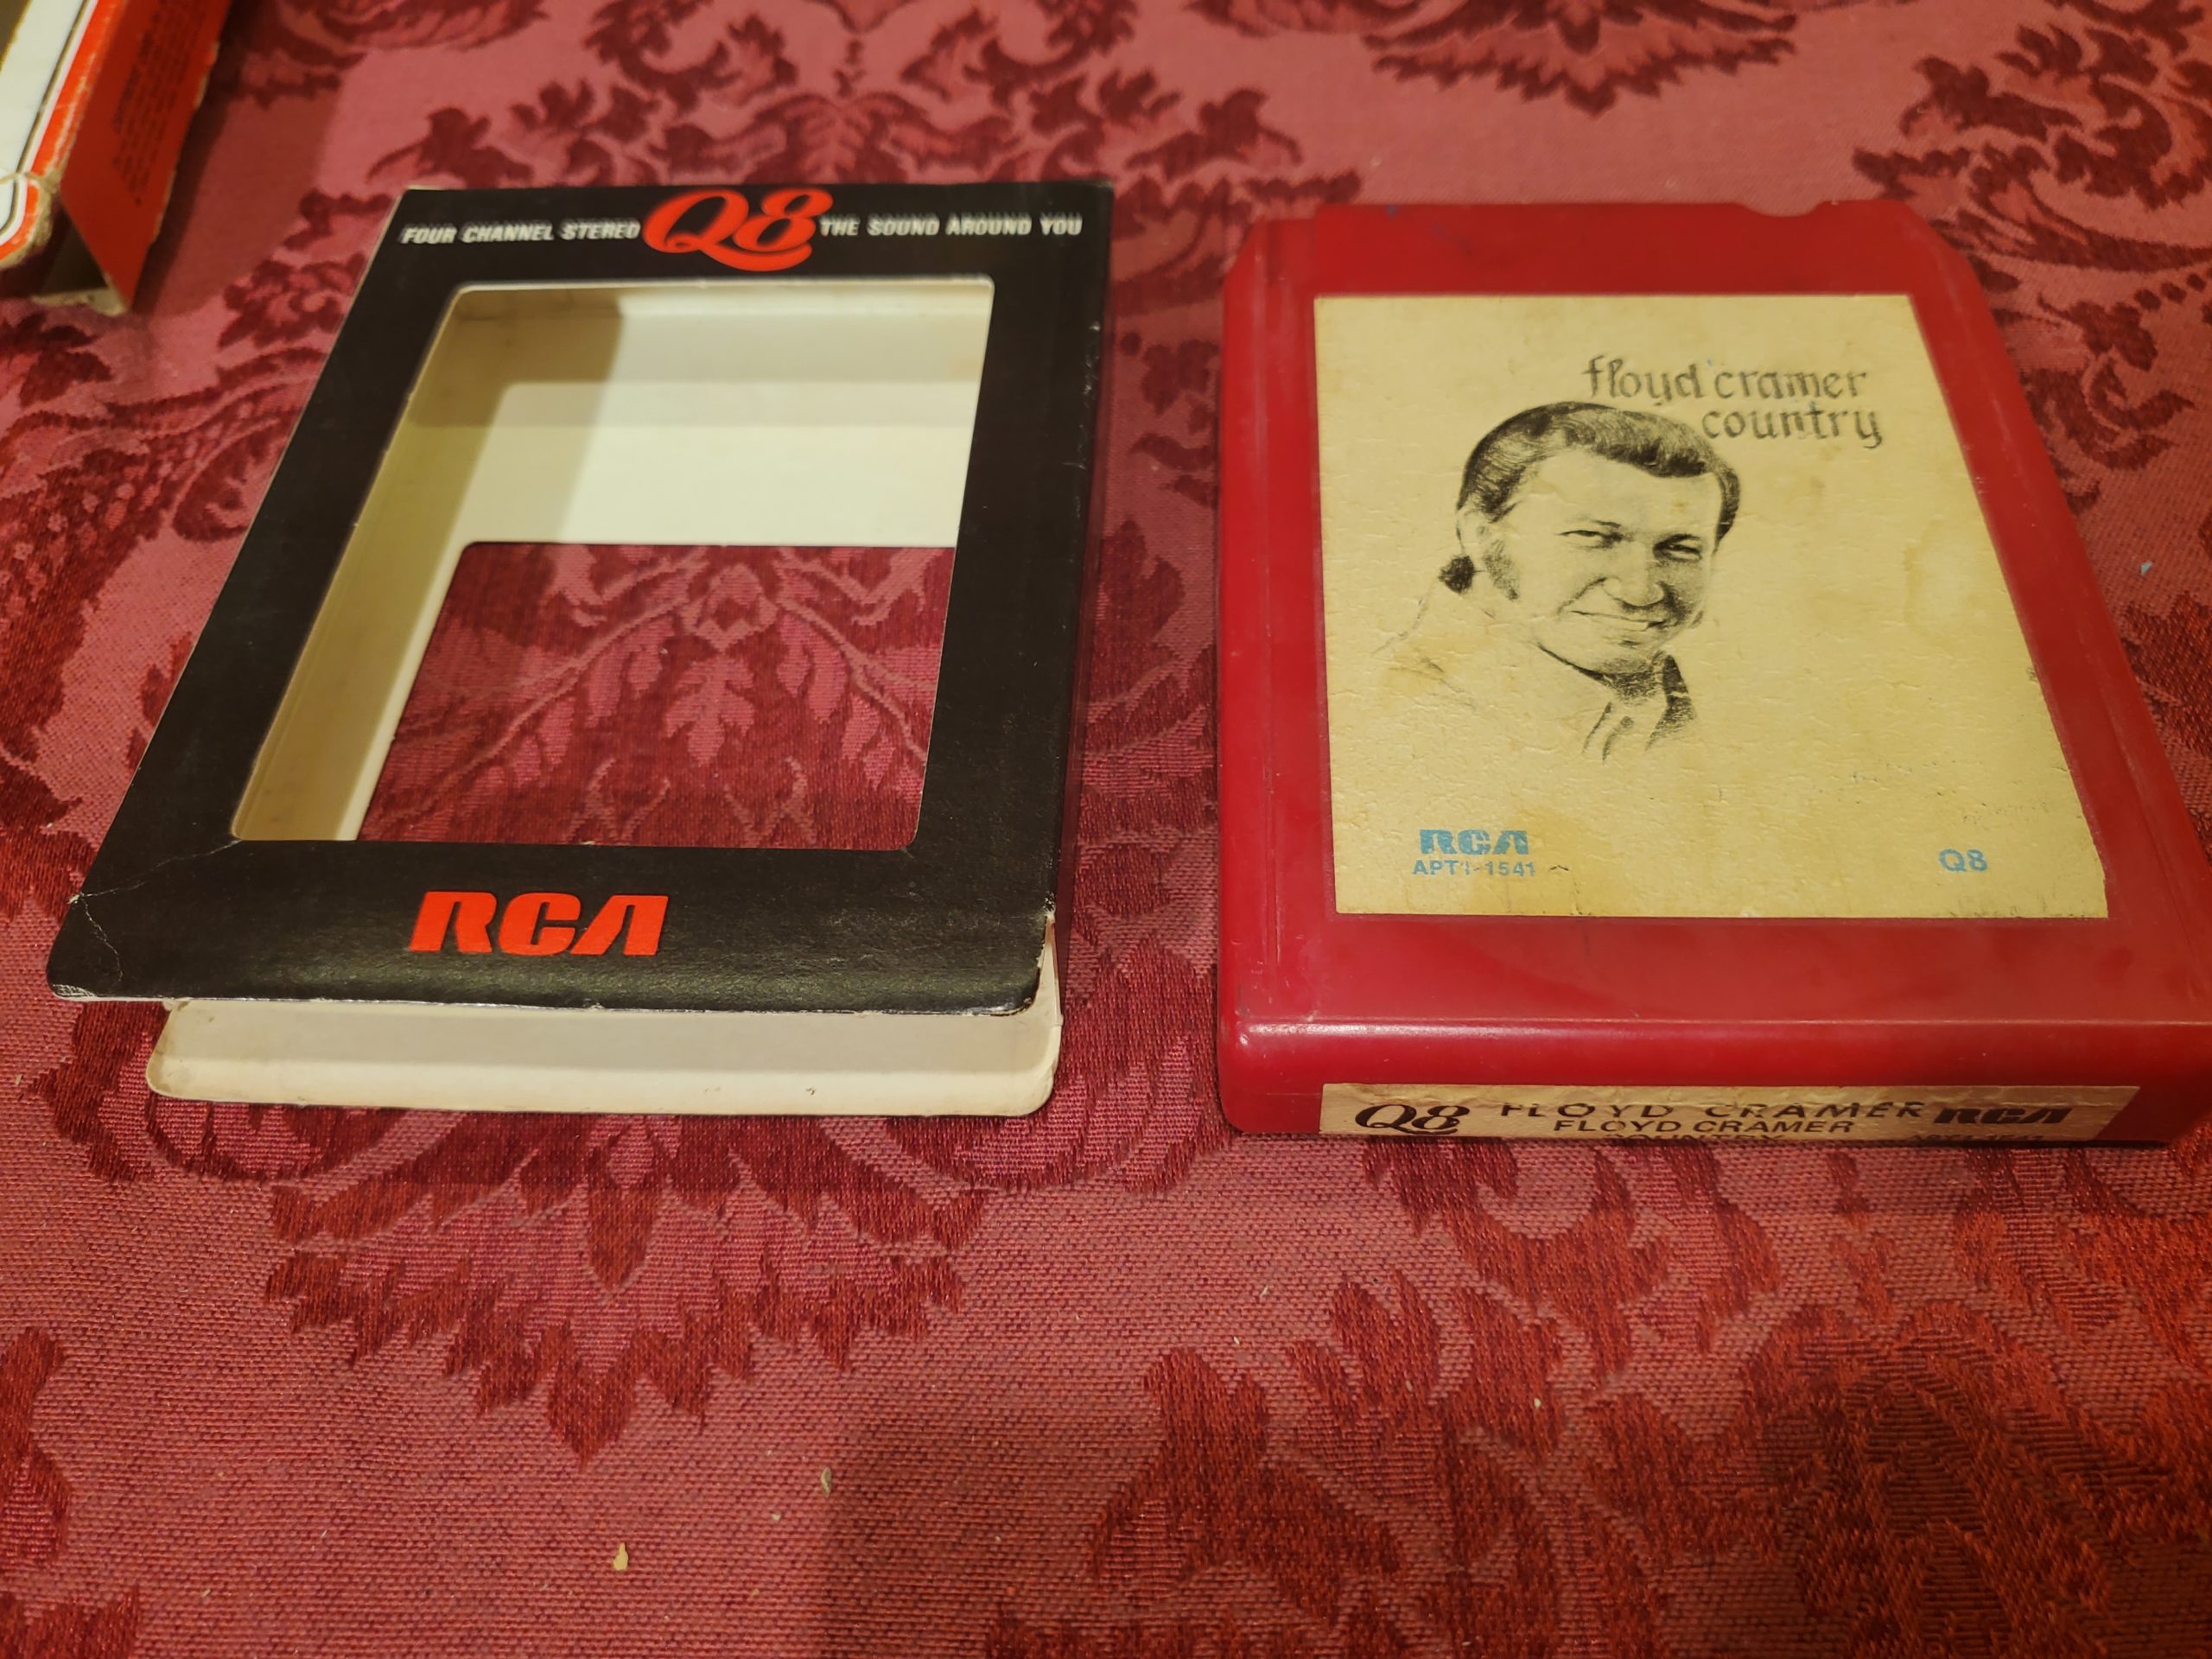 FOUR CHANNEL STEREO Q8 THE SOUND AROUND YOU
RCA
floyd cramer
country
RCA
APT1-1541
Q8
Q8 FLOYD CRAMER RCA
FLOYD CRAMER
COUNTRY